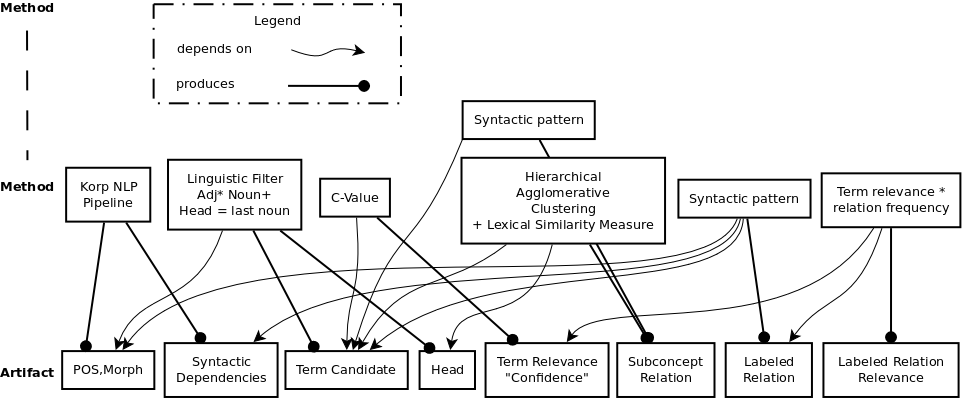 Method
Legend
depends on
produces
Syntactic pattern
Method
Korp NLP
Pipeline
Linguistic Filter
Adj* Noun+
Head = last noun
C-Value
Hierarchical
Agglomerative
Clustering
+ Lexical Similarity Measure
Syntactic pattern
Term relevance *
relation frequency
Artifact
POS,Morph
Syntactic
Dependencies
Term Candidate
Head
Term Relevance
"Confidence"
Subconcept
Relation
Labeled
Relation
Labeled Relation
Relevance